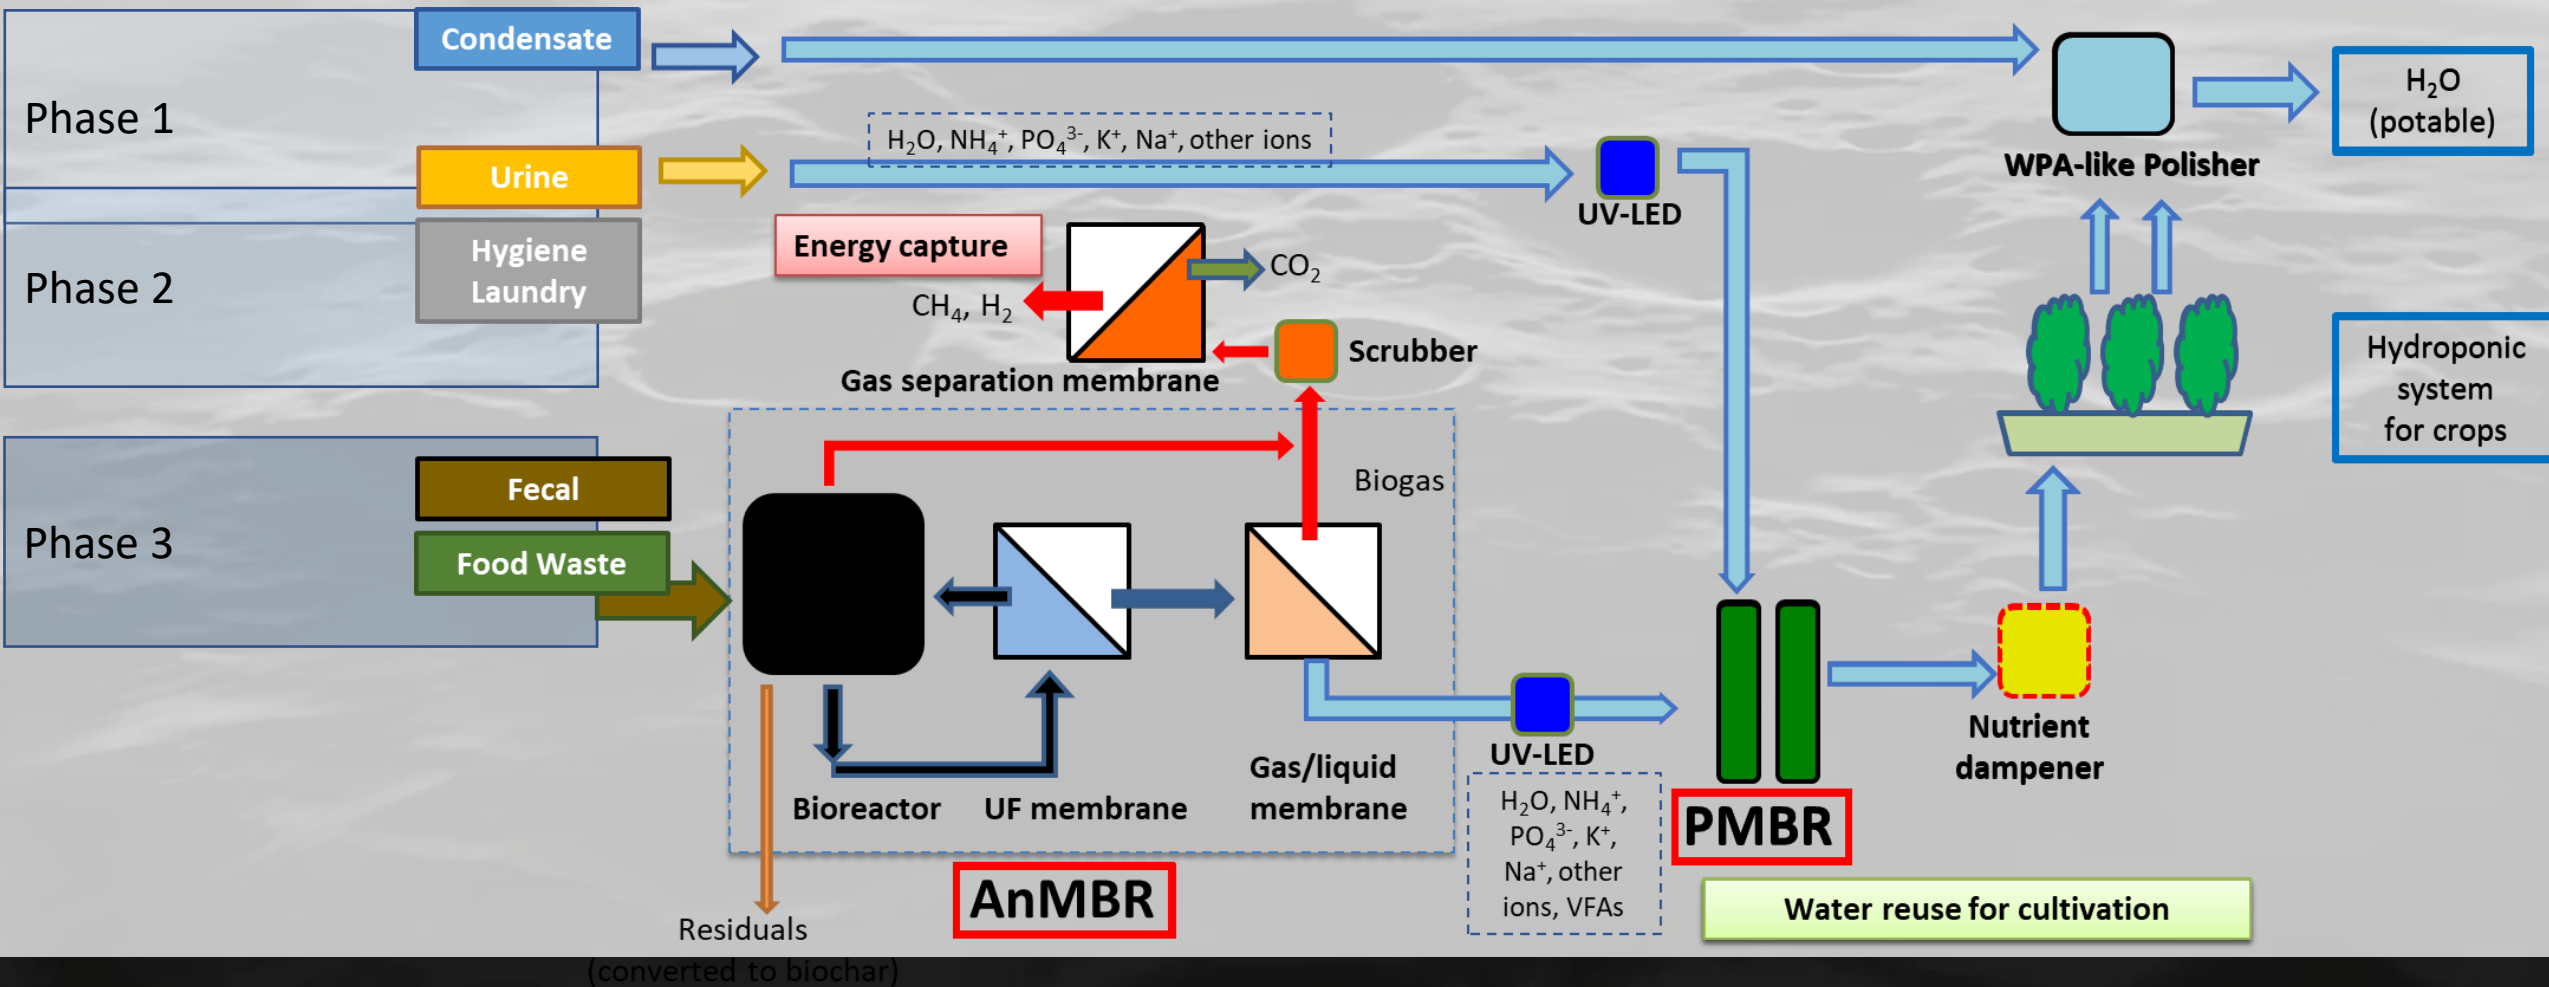 Phase 1
Condensate
Urine
Phase 2
Hygiene
Laundry
Phase 3
Fecal
Food Waste
H₂O, NH₄⁺, PO₄³⁻, K⁺, Na⁺, other ions
UV-LED
WPA-like Polisher
H₂O
(potable)
Energy capture
CO₂
CH₄, H₂
Scrubber
Gas separation membrane
Biogas
Hydroponic
system
for crops
Bioreactor
UF membrane
Gas/liquid
membrane
AnMBR
Residuals
(converted to biochar)
UV-LED
H₂O, NH₄⁺,
PO₄³⁻, K⁺,
Na⁺, other
ions, VFAs
PMBR
Nutrient
dampener
Water reuse for cultivation